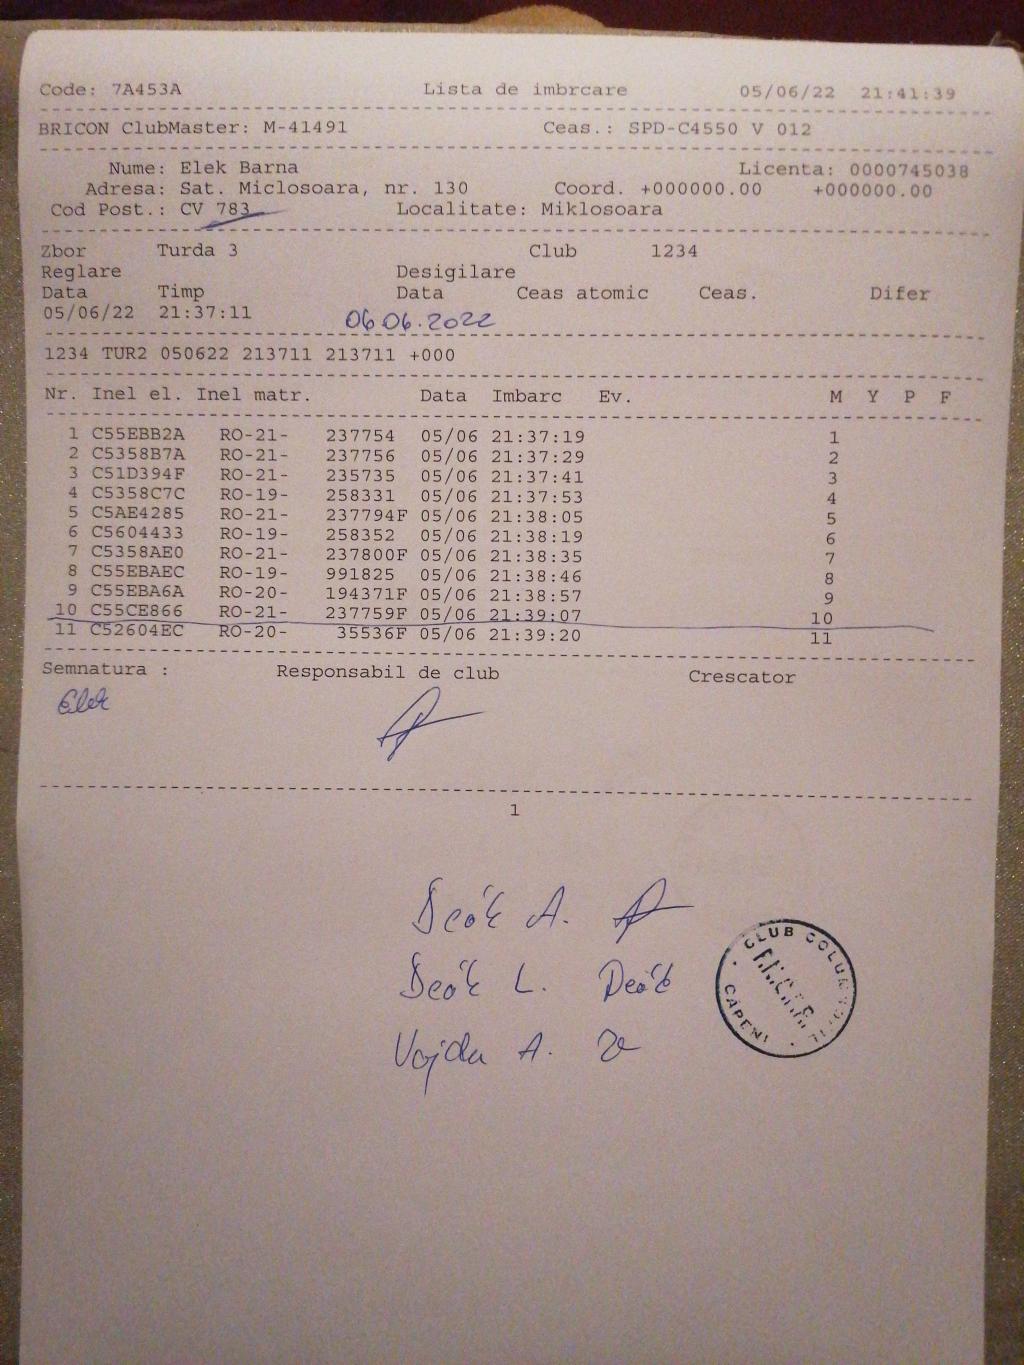 Code: 7A453A Lista de imbrcare 05/06/22 21:41:39
BRICON ClubMaster: M-41491 Ceas.: SPD-C4550 V 012
Nume: Elek Barna Licenta: 0000745038
Adresa: Sat. Miclosoara, nr. 130 Coord. +000000.00 +000000.00
Cod Post.: CV 783 Localitate: Miklosoara
Zbor Turda 3 Club 1234
Reglare Desigilare
Data Timp Data Ceas atomic Ceas. Difer
05/06/22 21:37:11 06.06.2022
1234 TUR2 050622 213711 213711 +000
Nr. Inel el. Inel matr. Data Imbarc Ev. M Y P F
1 C55EBB2A RO-21- 237754 05/06 21:37:19 1
2 C5358B7A RO-21- 237756 05/06 21:37:29 2
3 C51D394F RO-21- 235735 05/06 21:37:41 3
4 C5358C7C RO-19- 258331 05/06 21:37:53 4
5 C5AE4285 RO-21- 237794F 05/06 21:38:05 5
6 C5604433 RO-19- 258352 05/06 21:38:19 6
7 C5358AE0 RO-21- 237800F 05/06 21:38:35 7
8 C55EBAEC RO-19- 991825 05/06 21:38:46 8
9 C55EBA6A RO-20- 194371F 05/06 21:38:57 9
10 C55CE866 RO-21- 237759F 05/06 21:39:07 10
11 C52604EC RO-20- 35536F 05/06 21:39:20 11
Semnatura : Responsabil de club Crescator
Elek
1
Deák A.
Deák L. Deák
Vajda A.
CLUB COLUMBOFIL
CĂPENI